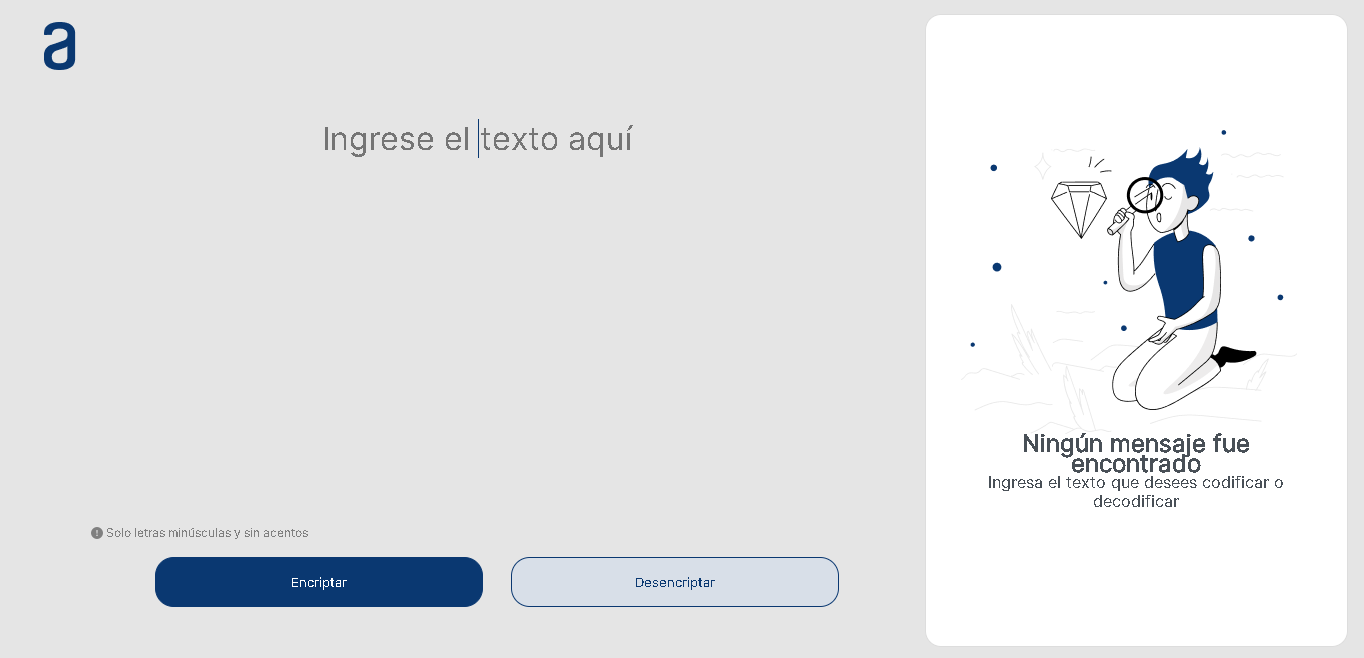 a
Ingrese el texto aquí
Solo letras minúsculas y sin acentos
Encriptar
Desencriptar
Ningún mensaje fue
encontrado
Ingresa el texto que desees codificar o
decodificar